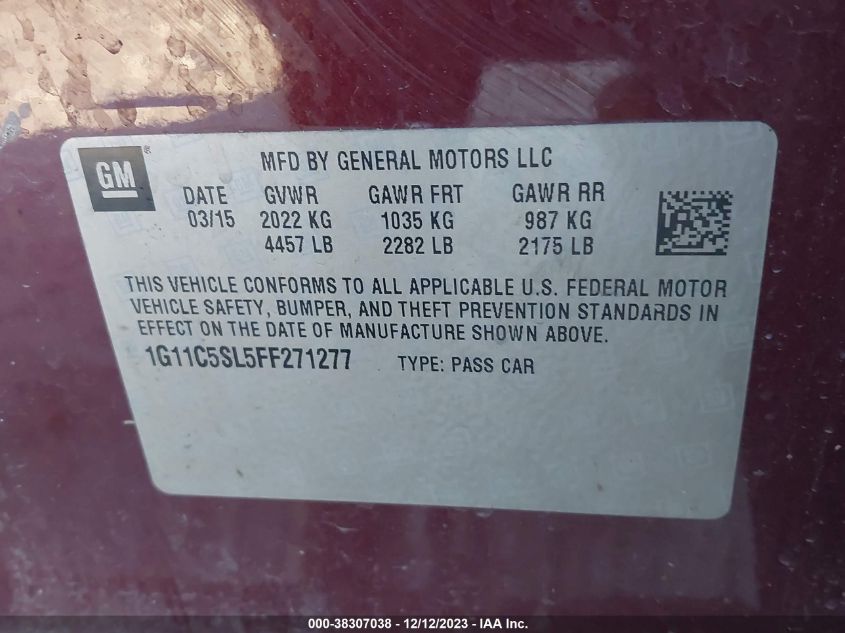 GM®
MFD BY GENERAL MOTORS LLC
DATE GVWR GAWR FRT GAWR RR
03/15 2022 KG 1035 KG 987 KG
4457 LB 2282 LB 2175 LB
THIS VEHICLE CONFORMS TO ALL APPLICABLE U.S. FEDERAL MOTOR
VEHICLE SAFETY, BUMPER, AND THEFT PREVENTION STANDARDS IN
EFFECT ON THE DATE OF MANUFACTURE SHOWN ABOVE.
1G11C5SL5FF271277 TYPE: PASS CAR
000-38307038 - 12/12/2023 - IAA Inc.